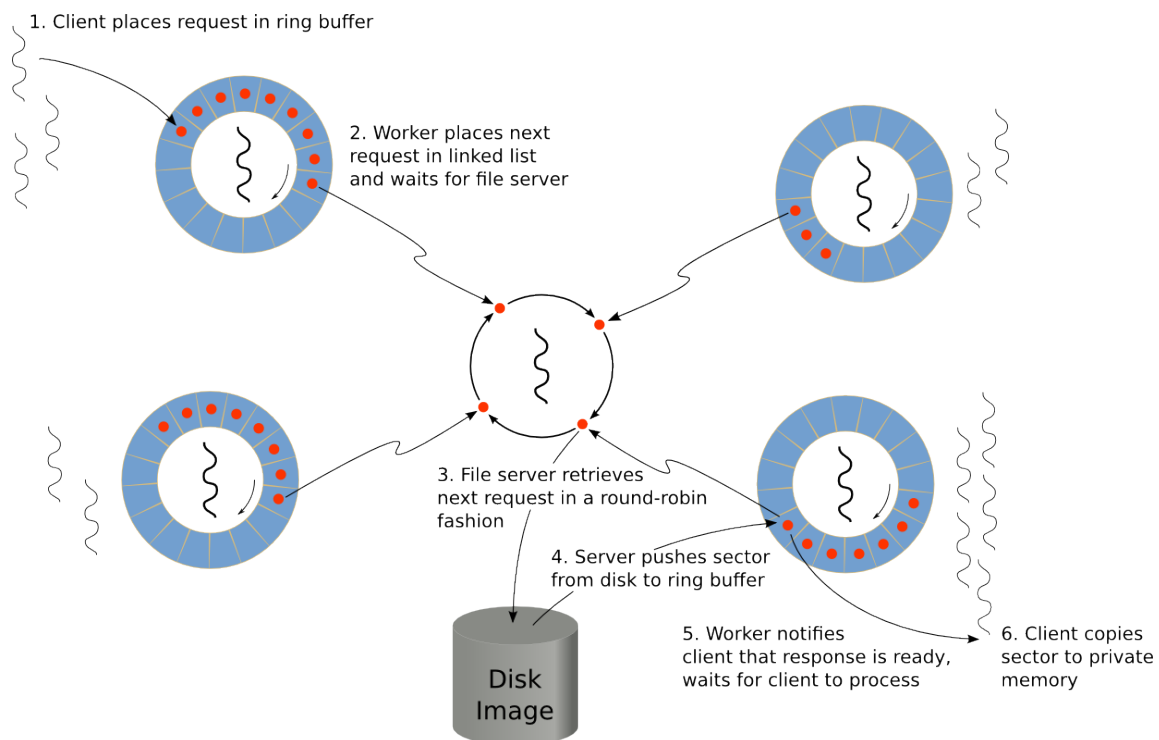 1. Client places request in ring buffer
2. Worker places next
request in linked list
and waits for file server
3. File server retrieves
next request in a round-robin
fashion
4. Server pushes sector
from disk to ring buffer
5. Worker notifies
client that response is ready,
waits for client to process
6. Client copies
sector to private
memory
Disk
Image